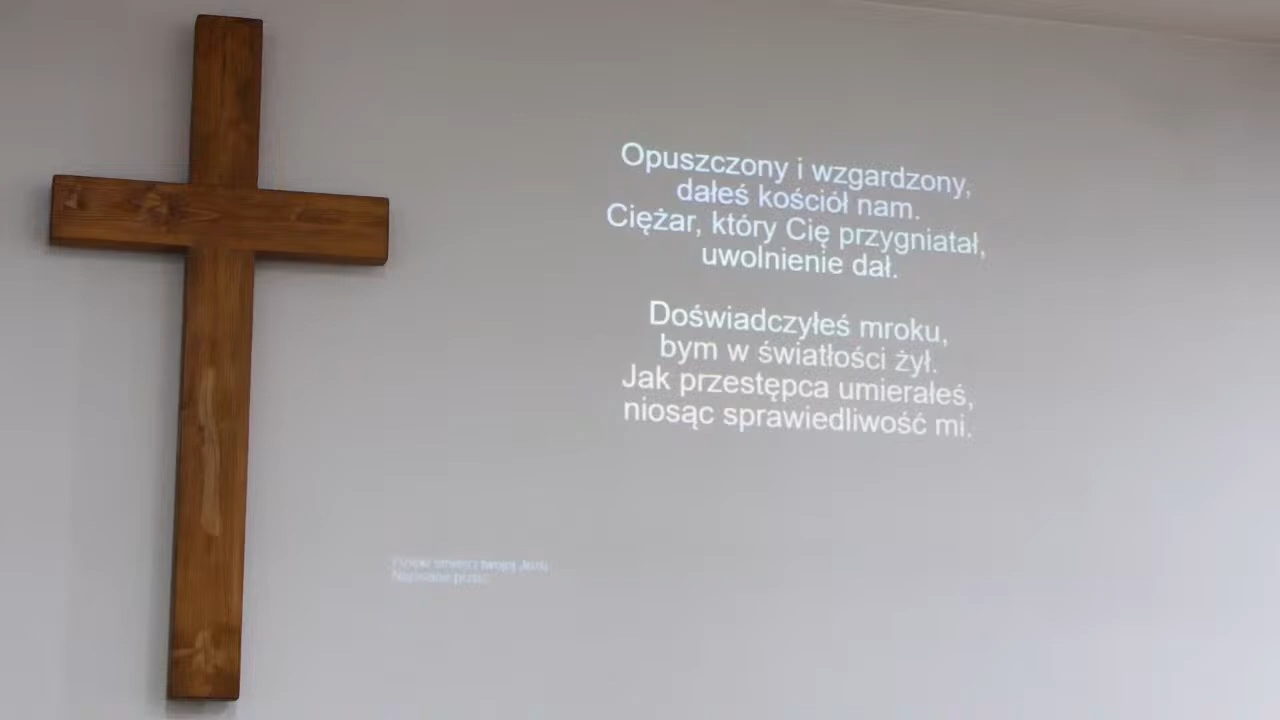 Opuszczony i wzgardzony,
dałeś kościół nam.
Ciężar, który Cię przygniatał,
uwolnienie dał.
Doświadczyłeś mroku,
bym w światłości żył.
Jak przestępca umierałeś,
niosąc sprawiedliwość mi.